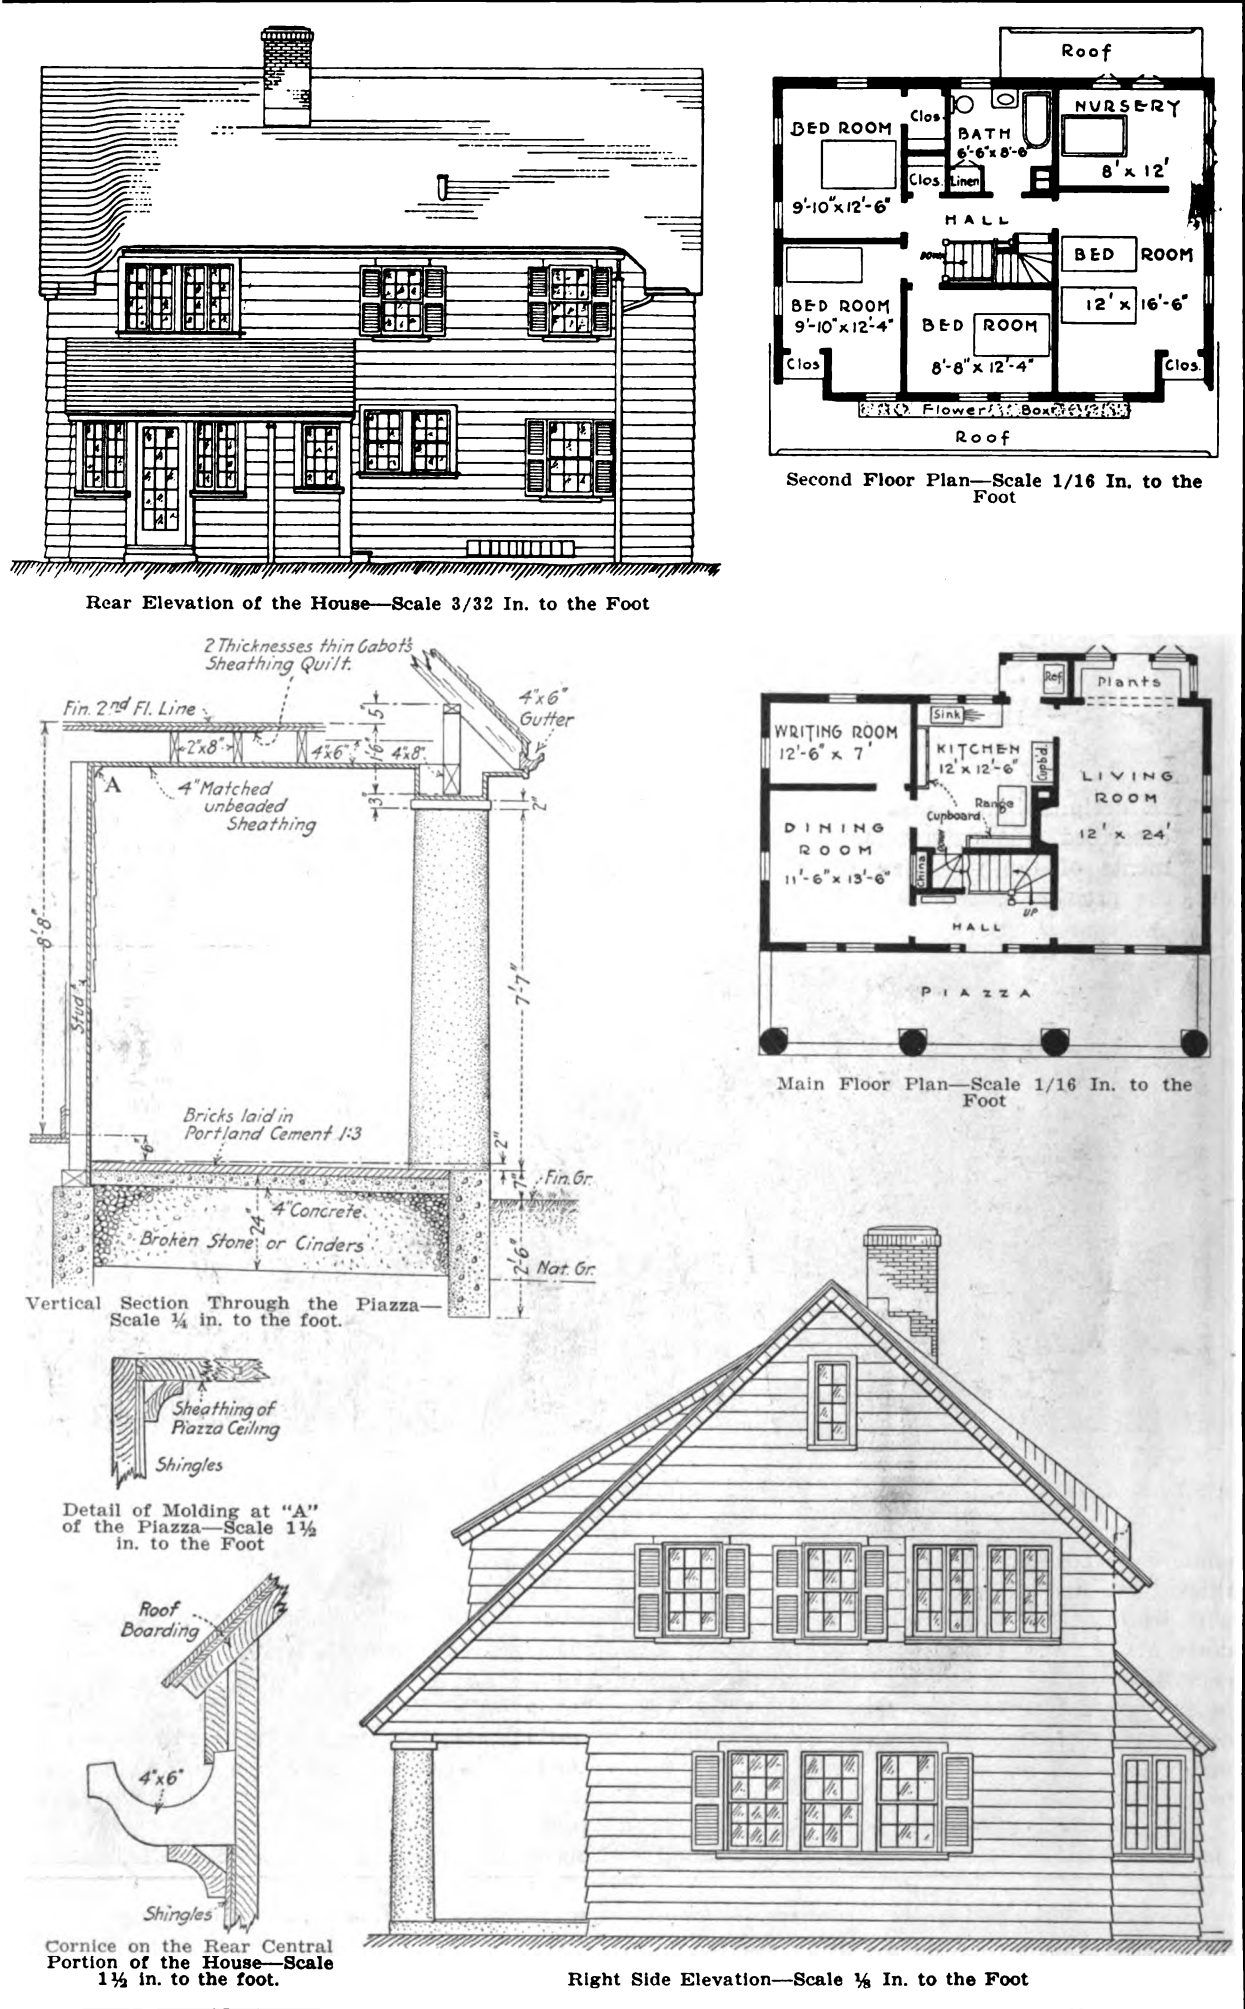 Roof
BED ROOM
9'-10" x 12'-6"
Clos.
Clos.
BATH
6'-6" x 8'-6"
Linen
NURSERY
8' x 12'
HALL
DOWN
BED ROOM
12' x 16'-6"
BED ROOM
9'-10" x 12'-4"
BED ROOM
8'-8" x 12'-4"
Clos
Clos.
Flower Box
Roof
Second Floor Plan—Scale 1/16 In. to the
Foot
Rear Elevation of the House—Scale 3/32 In. to the Foot
2 Thicknesses thin Cabot's
Sheathing Quilt.
Fin. 2nd Fl. Line
5"
4"x6"
Gutter
2"x8"
4"x6"
1'-6"
4"x8"
A
4" Matched
unbeaded
Sheathing
3"
2"
8'-8"
Stud
7'-7"
Bricks laid in
Portland Cement 1:3
6"
2"
7"
Fin. Gr.
4" Concrete
24"
Broken Stone or Cinders
2'-6"
Nat. Gr.
Vertical Section Through the Piazza—
Scale ¼ in. to the foot.
Ref
Plants
Sink
WRITING ROOM
12'-6" x 7'
KITCHEN
12' x 12'-6"
Cupb'd.
LIVING
ROOM
12' x 24'
Range
Cupboard.
DINING
ROOM
11'-6" x 13'-6"
China
DOWN
UP
HALL
PIAZZA
Main Floor Plan—Scale 1/16 In. to the
Foot
Sheathing of
Piazza Ceiling
Shingles
Detail of Molding at "A"
of the Piazza—Scale 1½
in. to the Foot
Roof
Boarding
4"x6"
Shingles
Cornice on the Rear Central
Portion of the House—Scale
1½ in. to the foot.
Right Side Elevation—Scale ⅛ In. to the Foot